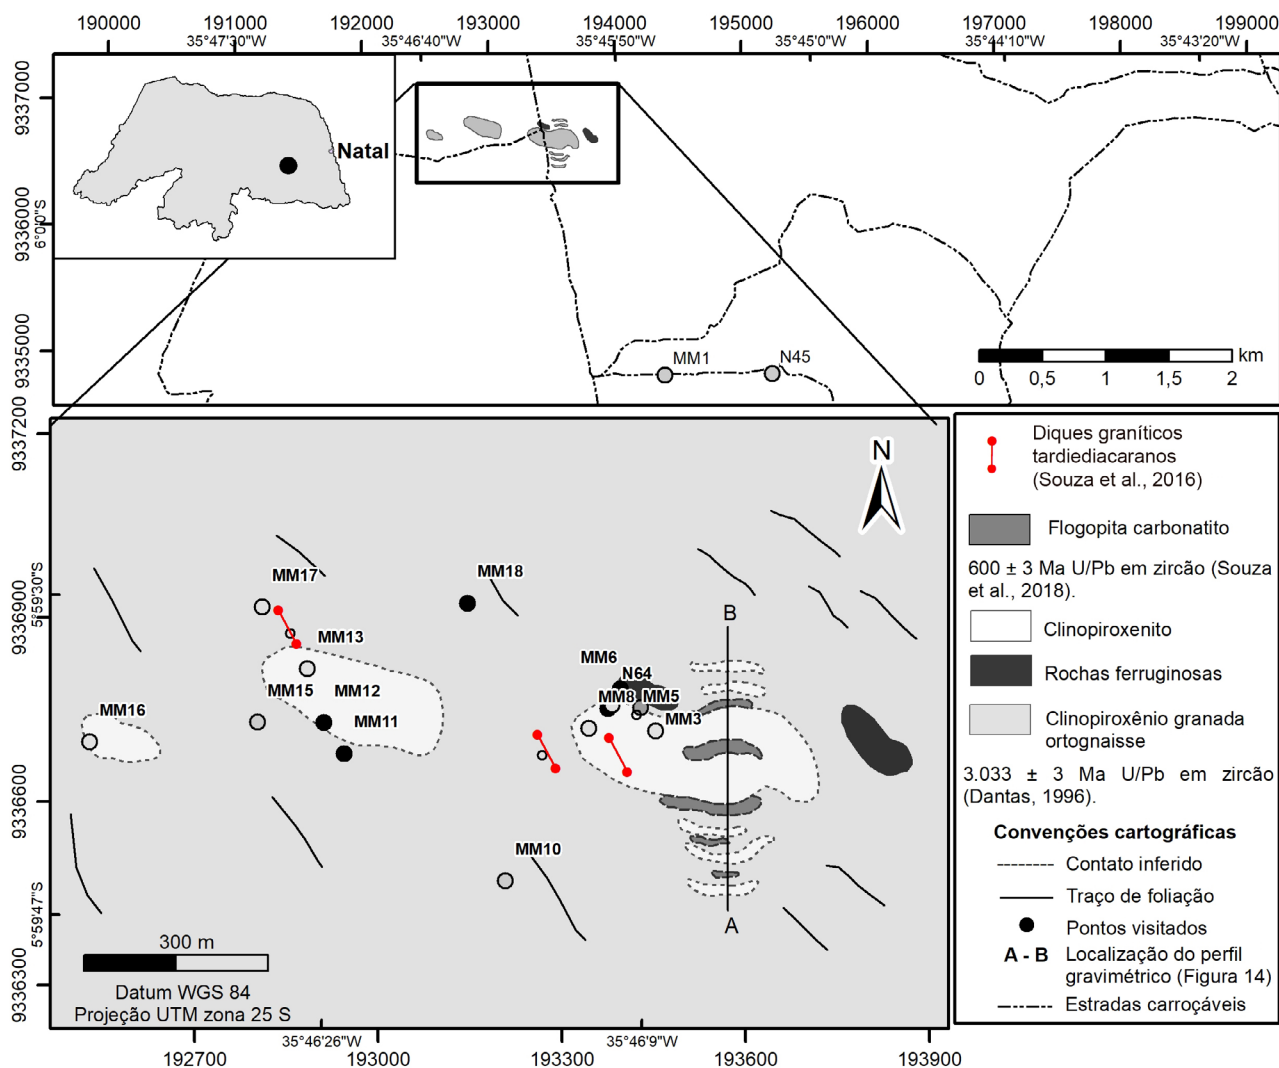 190000 191000 192000 193000 194000 195000 196000 197000 198000 199000
35°47'30"W 35°46'40"W 35°45'50"W 35°45'0"W 35°44'10"W 35°43'20"W
9337000
9336000
6°0'0"S
9335000
Natal
MM1
N45
km
0 0,5 1 1,5 2
9337200
9336900
5°59'30"S
9336600
5°59'47"S
9336300
N
MM17
MM18
MM13
B
MM6
N64
MM15
MM12
MM8
MM5
MM16
MM11
MM3
MM10
A
300 m
Datum WGS 84
Projeção UTM zona 25 S
35°46'26"W 35°46'9"W
192700 193000 193300 193600 193900
Diques graníticos
tardiediacaranos
(Souza et al., 2016)
Flogopita carbonatito
600 ± 3 Ma U/Pb em zircão (Souza
et al., 2018).
Clinopiroxenito
Rochas ferruginosas
Clinopiroxênio granada
ortognaisse
3.033 ± 3 Ma U/Pb em zircão
(Dantas, 1996).
Convenções cartográficas
Contato inferido
Traço de foliação
Pontos visitados
A - B Localização do perfil
gravimétrico (Figura 14)
Estradas carroçáveis